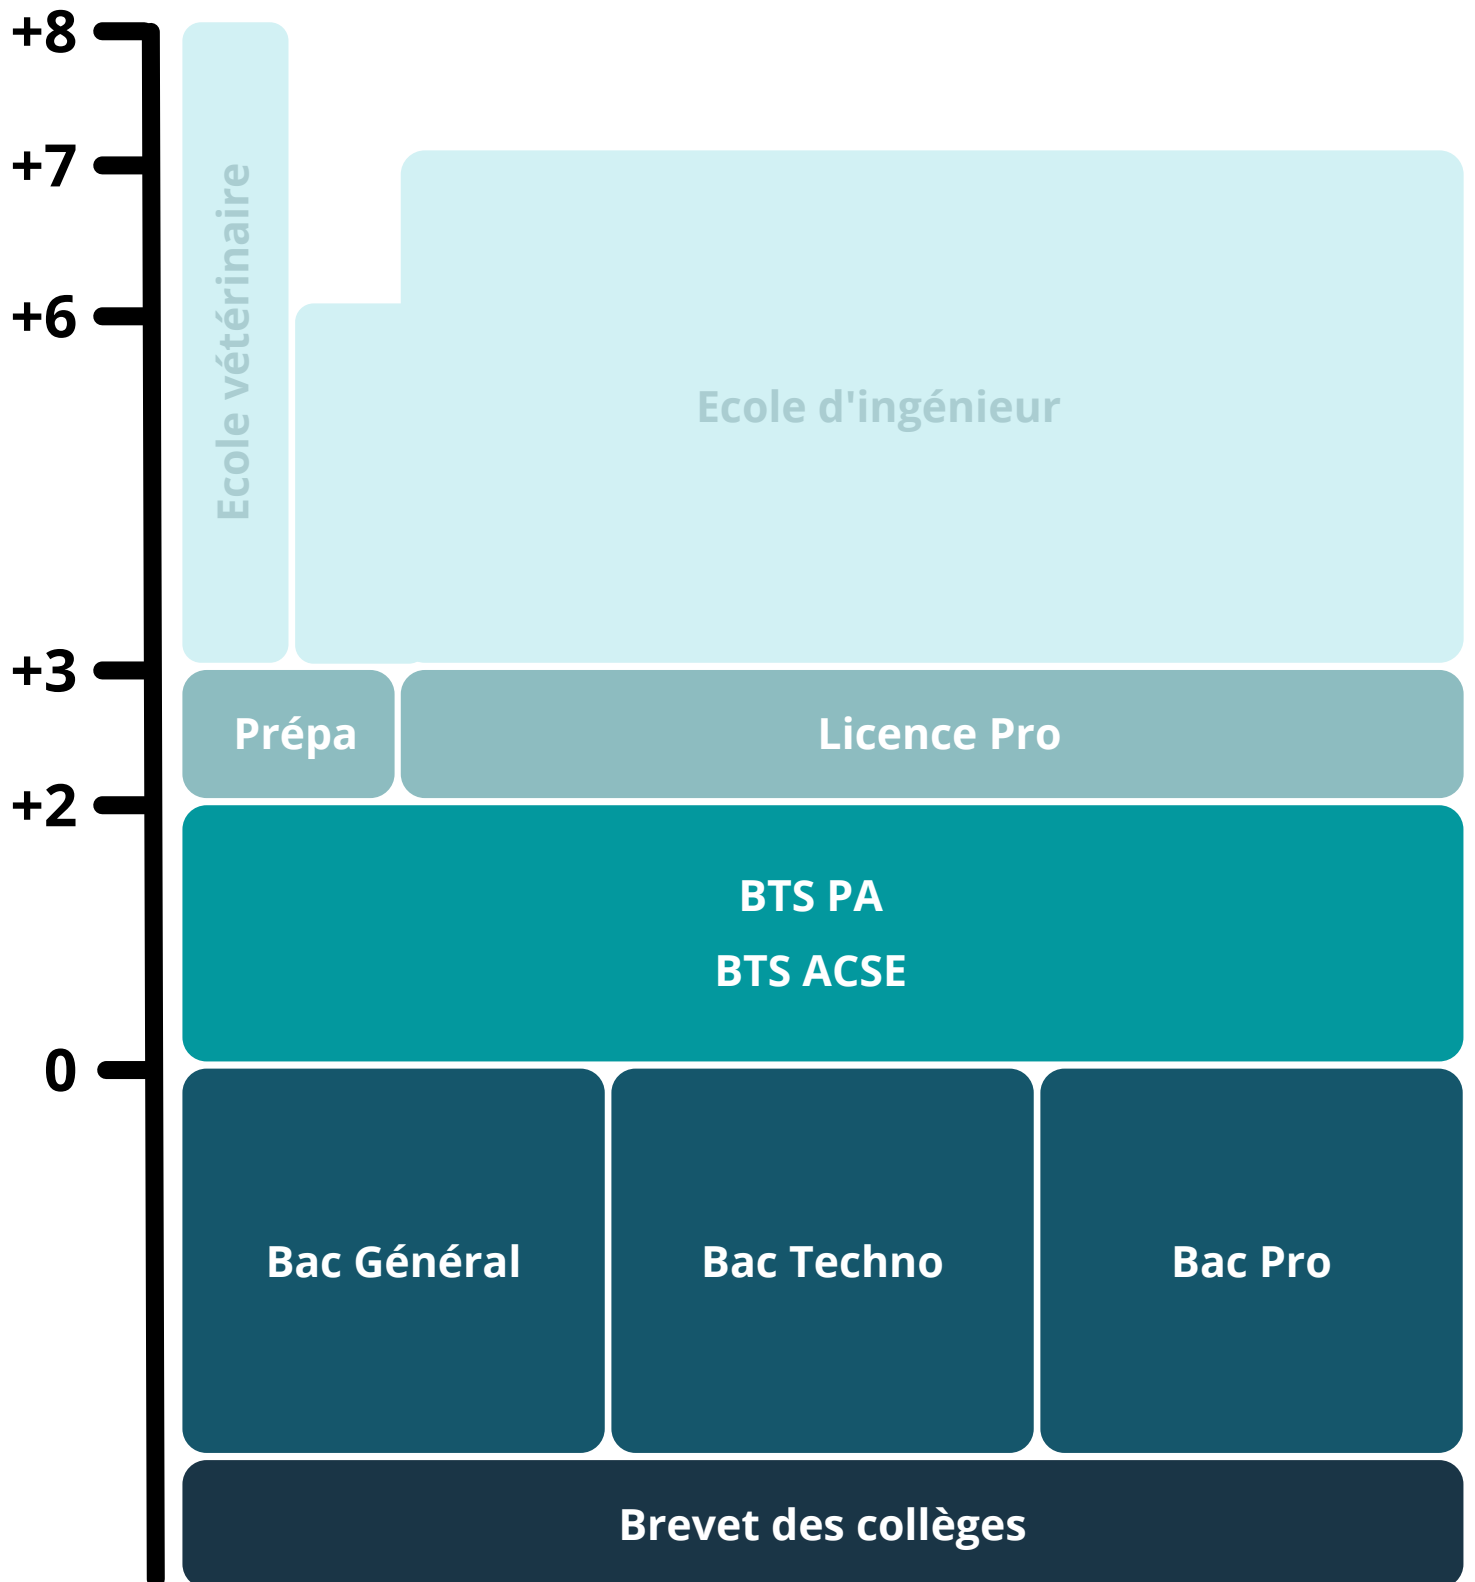 +8
+7
Ecole vétérinaire
+6
Ecole d'ingénieur
+3
Prépa
Licence Pro
+2
BTS PA
BTS ACSE
0
Bac Général
Bac Techno
Bac Pro
Brevet des collèges